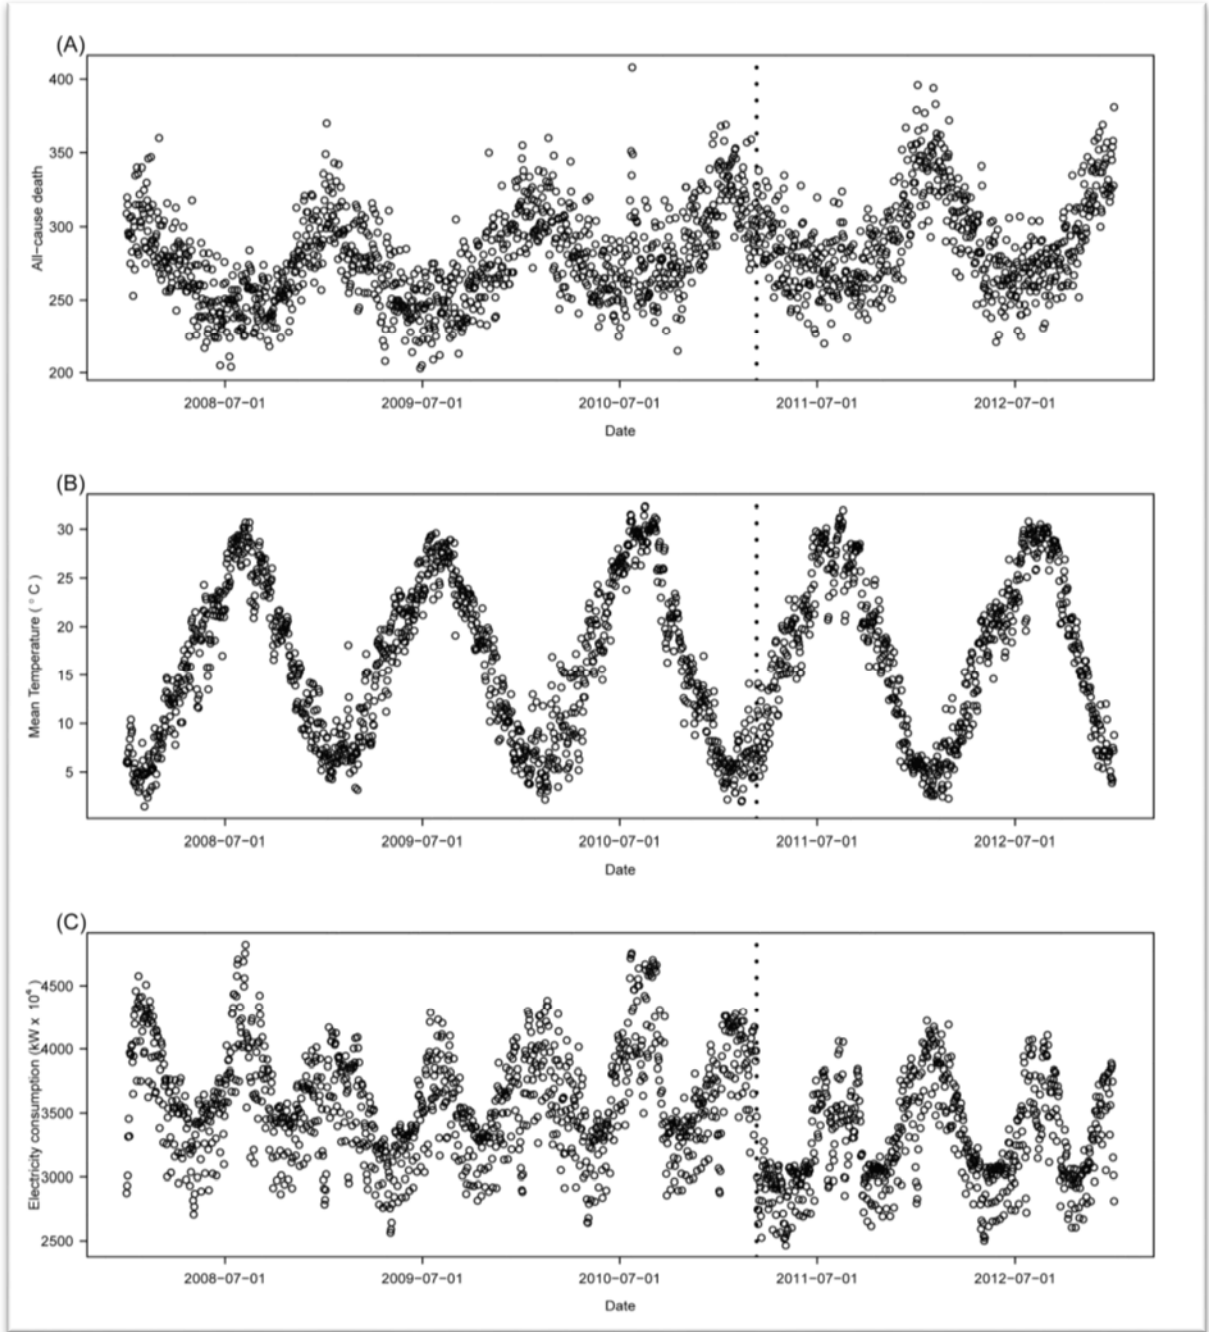 (A)
All-cause death
400
350
300
250
200
2008-07-01 2009-07-01 2010-07-01 2011-07-01 2012-07-01
Date
(B)
Mean Temperature ( ° C )
30
25
20
15
10
5
2008-07-01 2009-07-01 2010-07-01 2011-07-01 2012-07-01
Date
(C)
Electricity consumption (kW x 10⁴ )
4500
4000
3500
3000
2500
2008-07-01 2009-07-01 2010-07-01 2011-07-01 2012-07-01
Date